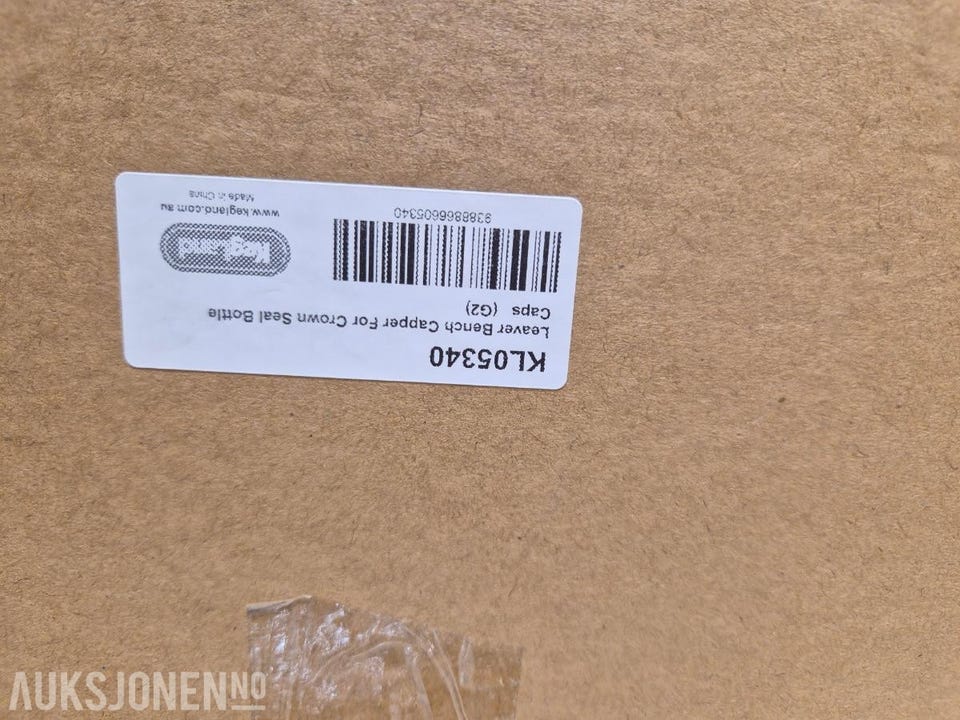 KL05340
Leaver Bench Capper For Crown Seal Bottle
Caps (G2)
9388866605340
KegLand
www.kegland.com.au
Made in China
AUKSJONEN.NO